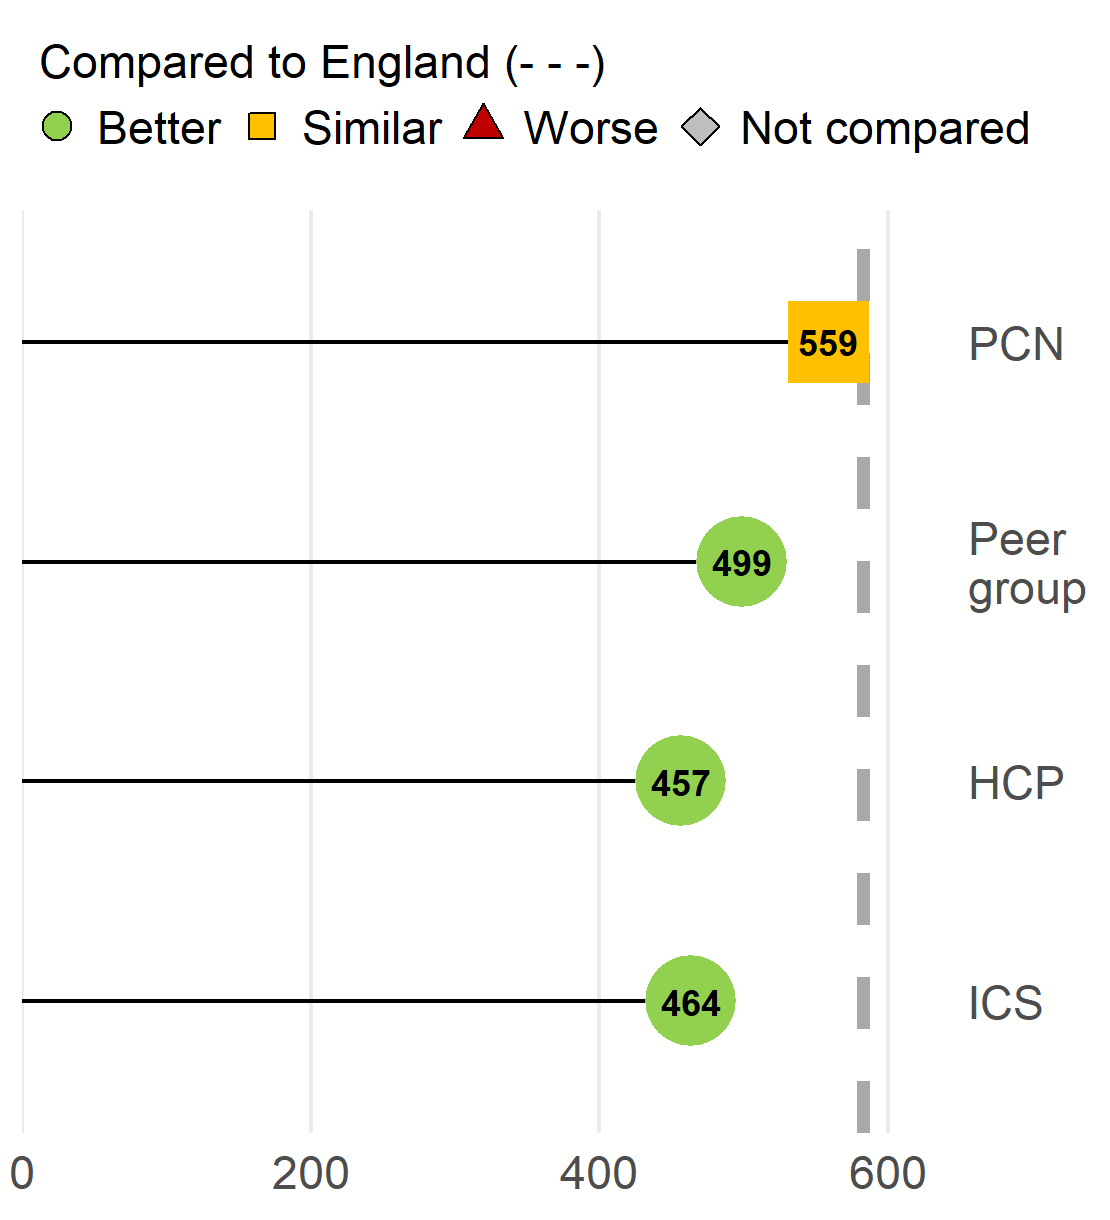 Compared to England (- - -)
Better Similar Worse Not compared
559 PCN
499 Peer group
457 HCP
464 ICS
0 200 400 600